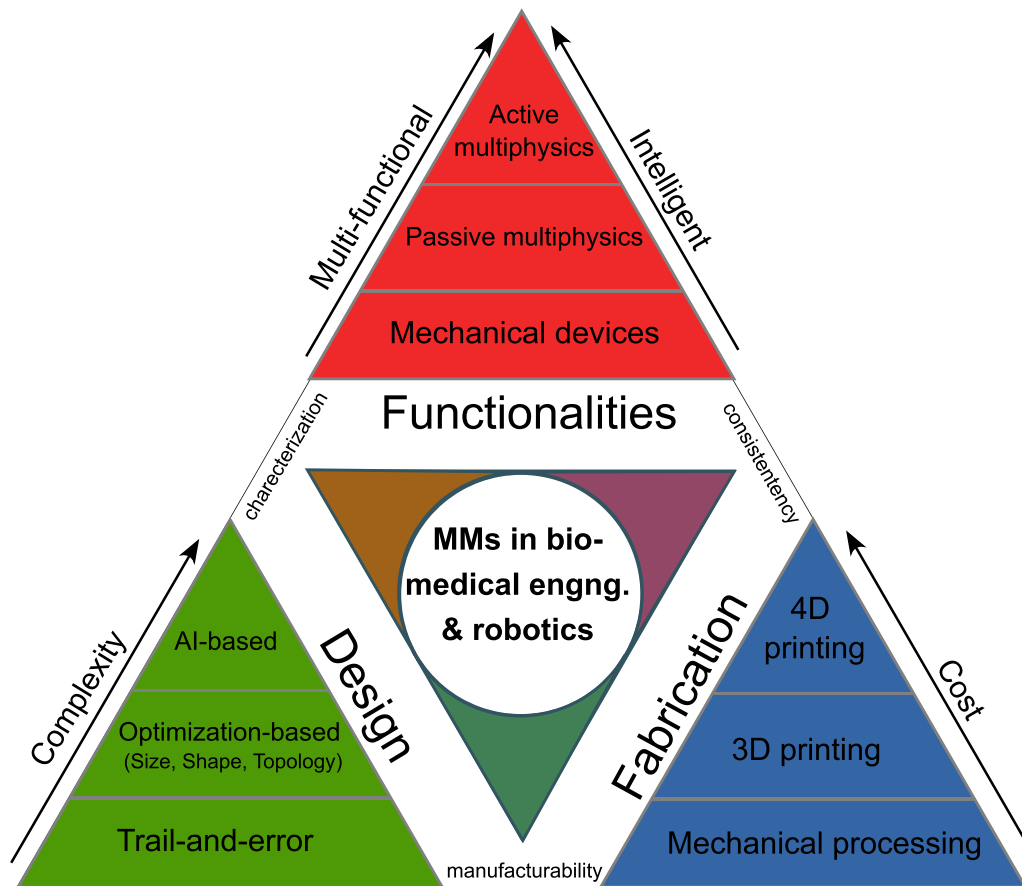 Active
multiphysics
Passive multiphysics
Mechanical devices
Multi-functional
Intelligent
Functionalities
charecterization
consistentency
MMs in bio-
medical engng.
& robotics
Complexity
AI-based
Optimization-based
(Size, Shape, Topology)
Trail-and-error
Design
manufacturability
Fabrication
4D
printing
3D printing
Mechanical processing
Cost